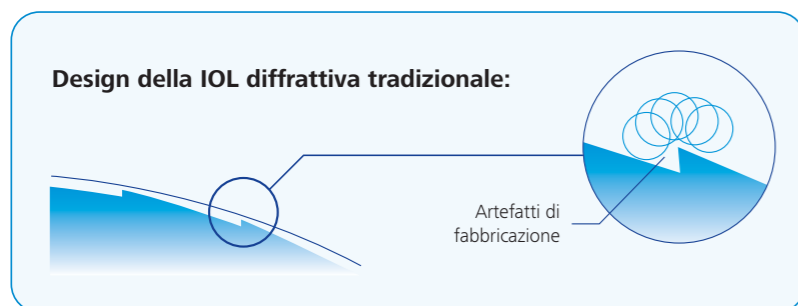 Design della IOL diffrattiva tradizionale:
Artefatti di
fabbricazione